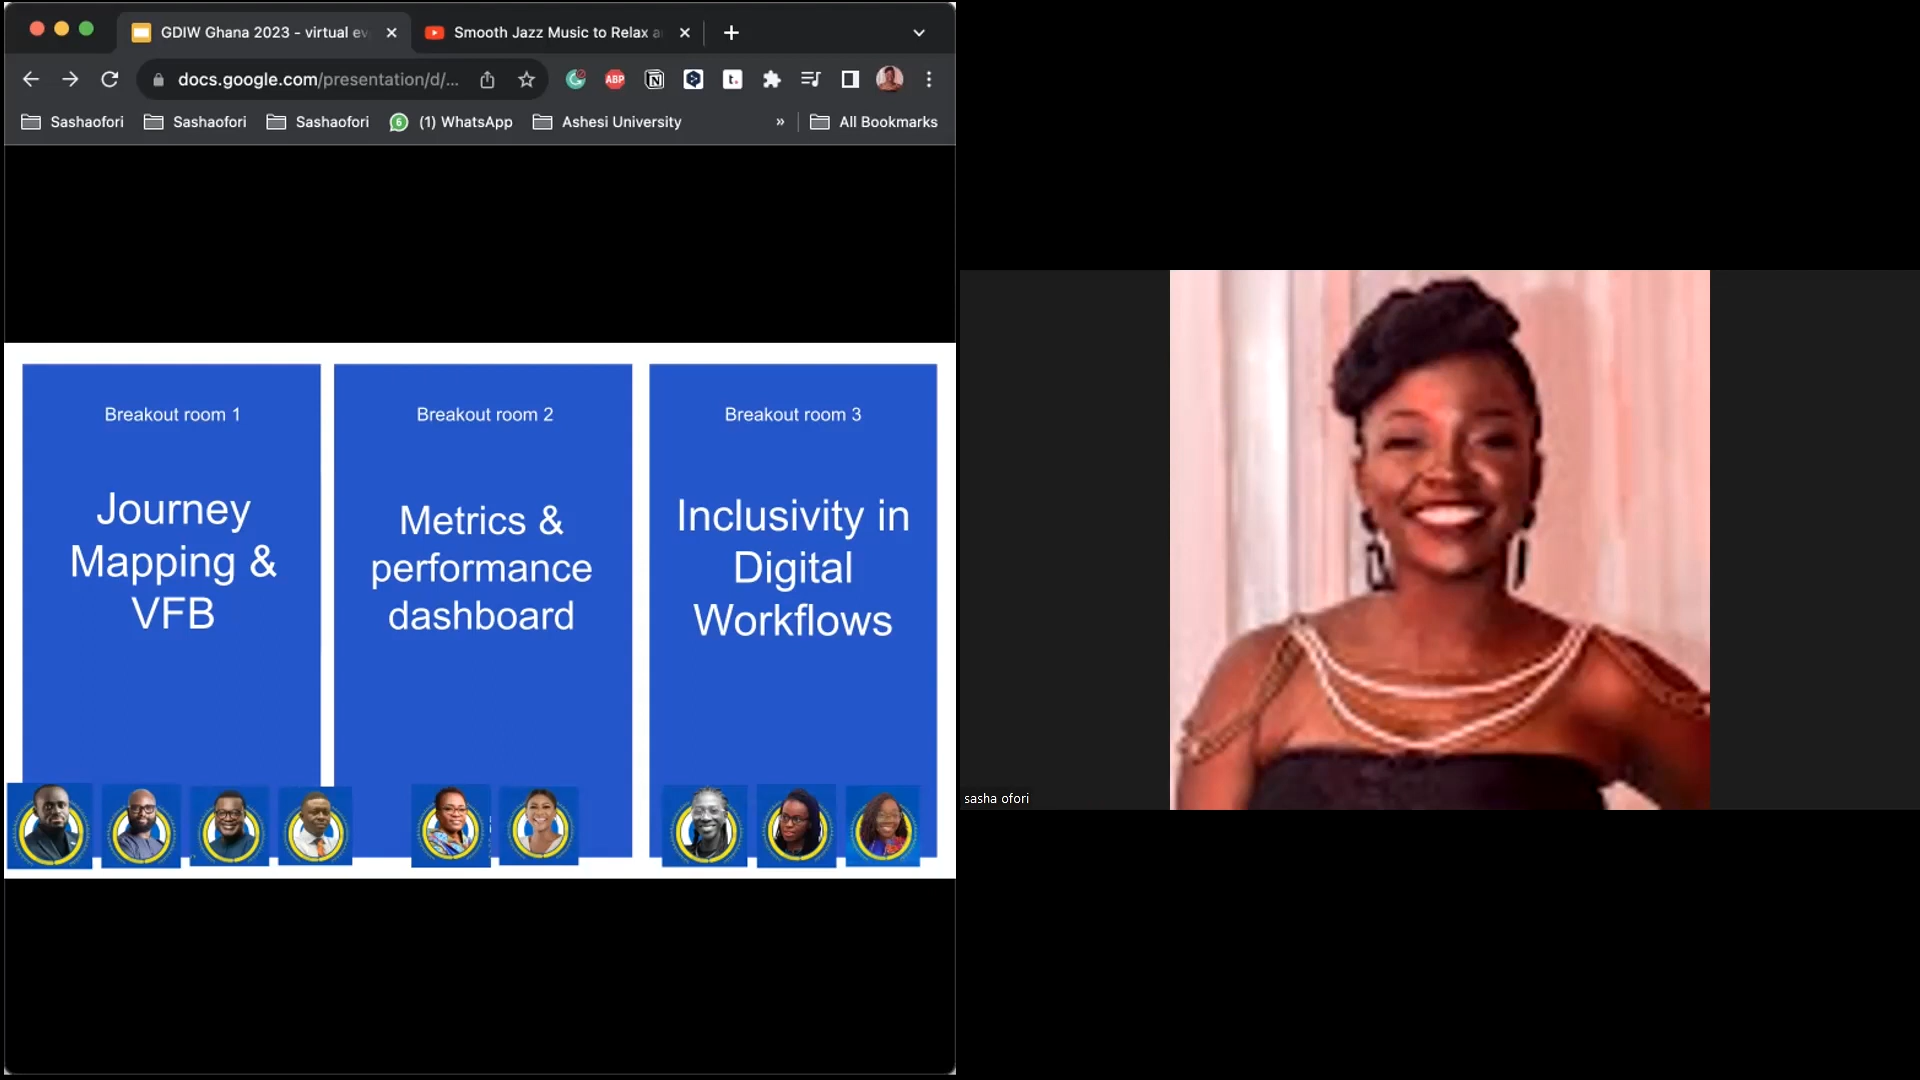 GDIW Ghana 2023 - virtual ev
Smooth Jazz Music to Relax a
docs.google.com/presentation/d/...
ABP
t.
Sashaofori
Sashaofori
Sashaofori
6
(1) WhatsApp
Ashesi University
»
All Bookmarks
Breakout room 1
Journey
Mapping &
VFB
Breakout room 2
Metrics &
performance
dashboard
Breakout room 3
Inclusivity in
Digital
Workflows
sasha ofori